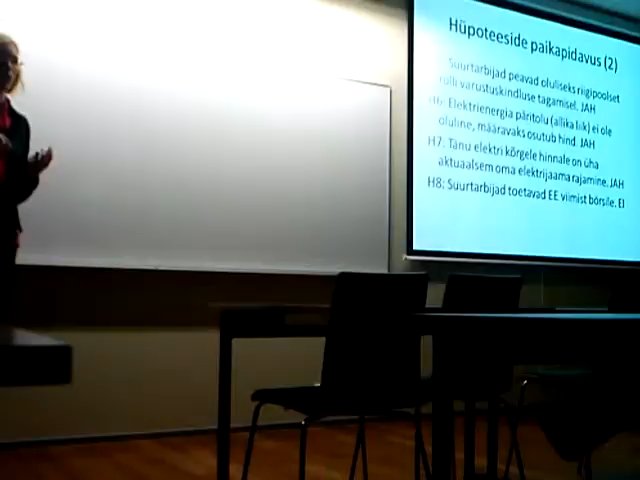 Hüpoteeside paikapidavus (2)
Suurtarbijad peavad oluliseks riigipoolset
rolli varustuskindluse tagamisel. JAH
H6: Elektrienergia päritolu (allika liik) ei ole
oluline, määravaks osutub hind. JAH
H7: Tänu elektri kõrgele hinnale on üha
aktuaalsem oma elektrijaama rajamine. JAH
H8: Suurtarbijad toetavad EE viimist börsile. EI